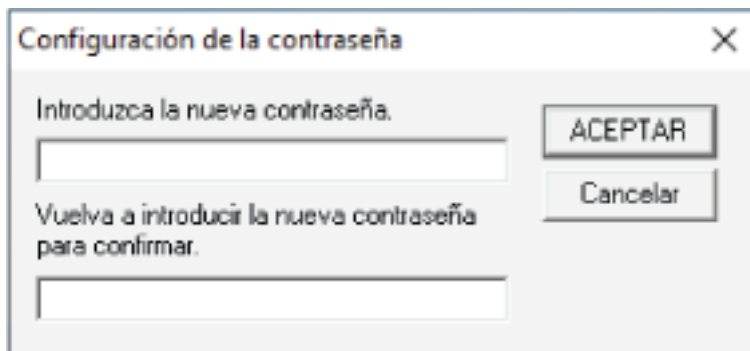 Configuración de la contraseña
Introduzca la nueva contraseña.
ACEPTAR
Cancelar
Vuelva a introducir la nueva contraseña
para confirmar.